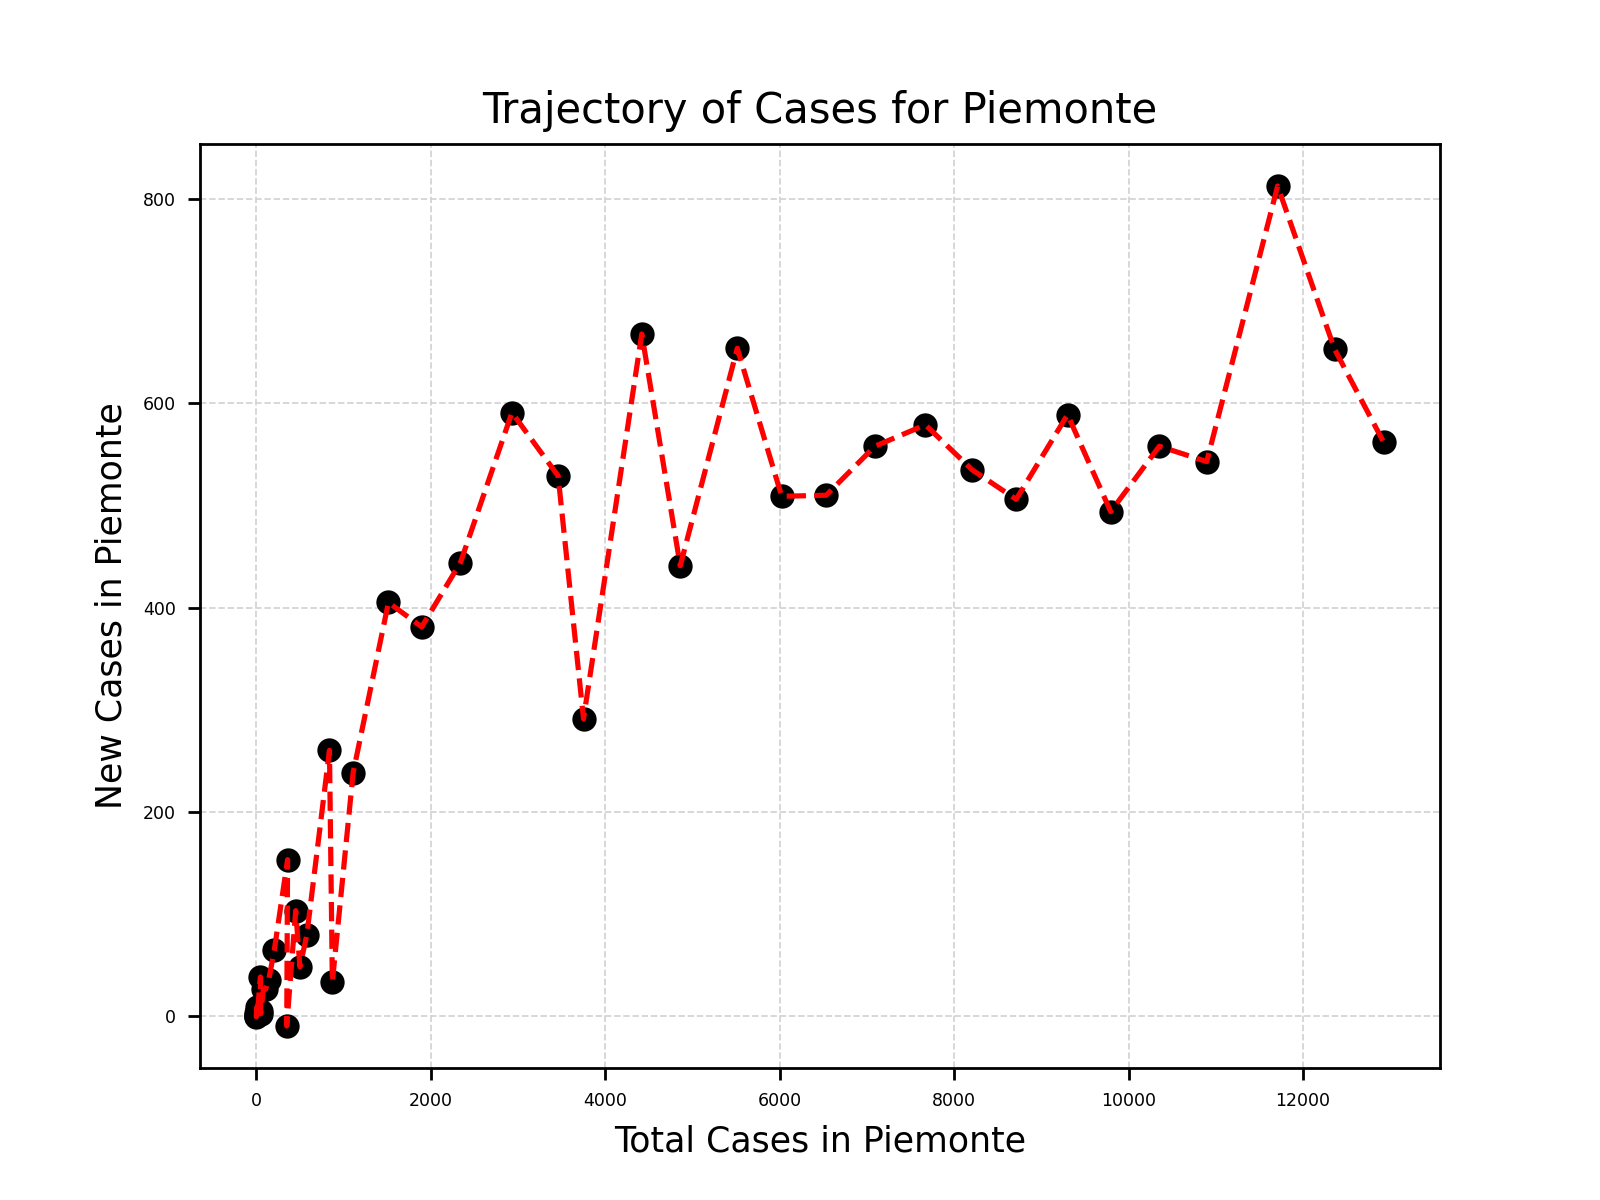 Trajectory of Cases for Piemonte
New Cases in Piemonte
800
600
400
200
0
0 2000 4000 6000 8000 10000 12000
Total Cases in Piemonte